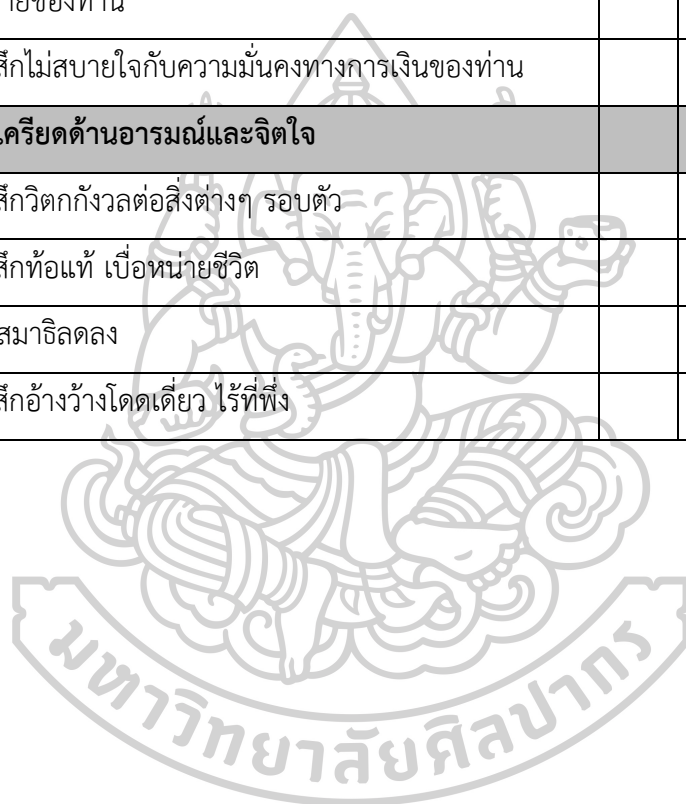 ายของท่าน
สึกไม่สบายใจกับความมั่นคงทางการเงินของท่าน
เครียดด้านอารมณ์และจิตใจ
สึกวิตกกังวลต่อสิ่งต่างๆ รอบตัว
สึกท้อแท้ เบื่อหน่ายชีวิต
สมาธิลดลง
สึกอ้างว้างโดดเดี่ยว ไร้ที่พึ่ง
มหาวิทยาลัยศิลปากร